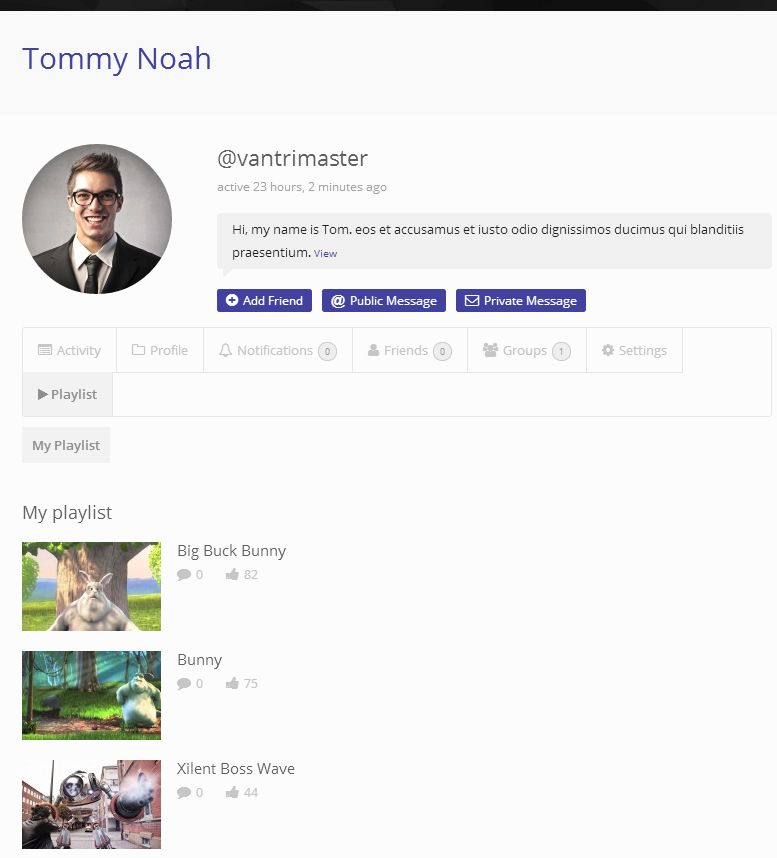 Tommy Noah
@vantrimaster
active 23 hours, 2 minutes ago
Hi, my name is Tom. eos et accusamus et iusto odio dignissimos ducimus qui blanditiis
praesentium. View
Add Friend @ Public Message Private Message
Activity Profile Notifications 0 Friends 0 Groups 1 Settings
Playlist
My Playlist
My playlist
Big Buck Bunny
0 82
Bunny
0 75
Xilent Boss Wave
0 44